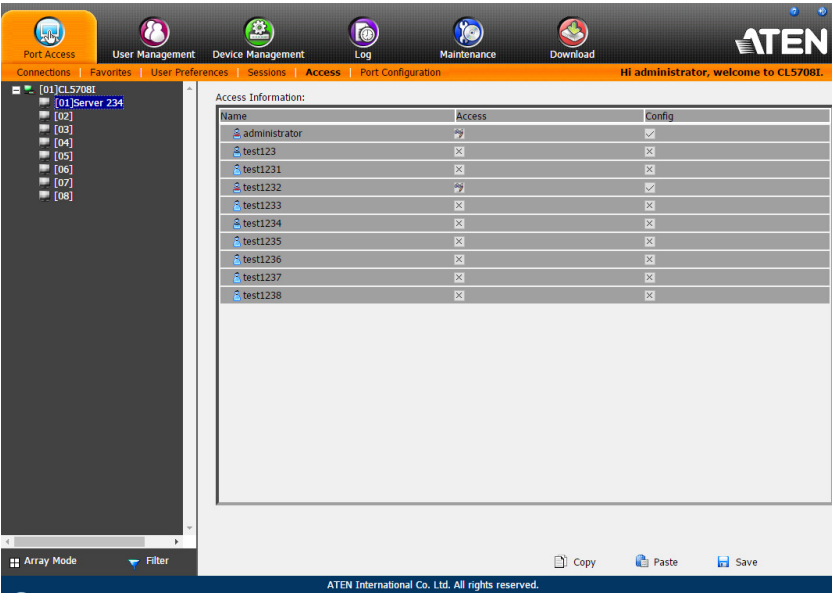 Port Access User Management Device Management Log Maintenance Download ATEN
Connections | Favorites | User Preferences | Sessions | Access | Port Configuration Hi administrator, welcome to CL5708I.
[01]CL5708I
[01]Server 234
[02]
[03]
[04]
[05]
[06]
[07]
[08]
Access Information:
Name Access Config
administrator
test123
test1231
test1232
test1233
test1234
test1235
test1236
test1237
test1238
Array Mode Filter Copy Paste Save
ATEN International Co. Ltd. All rights reserved.